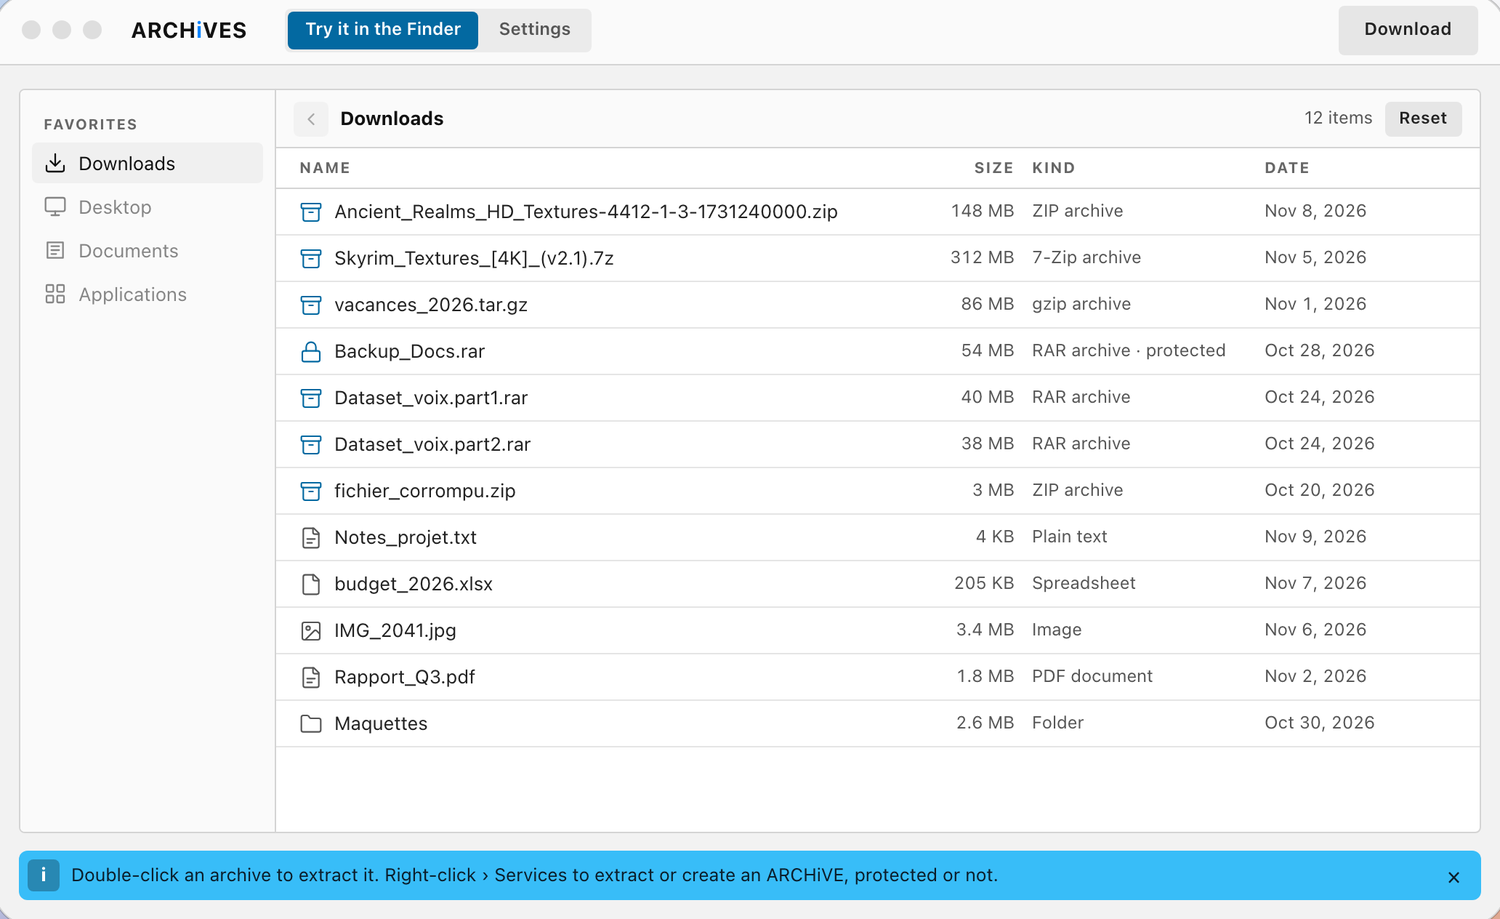 ARCHiVES
Try it in the Finder
Settings
Download
FAVORITES
Downloads
Desktop
Documents
Applications
Downloads
12 items
Reset
NAME SIZE KIND DATE
Ancient_Realms_HD_Textures-4412-1-3-1731240000.zip 148 MB ZIP archive Nov 8, 2026
Skyrim_Textures_[4K]_(v2.1).7z 312 MB 7-Zip archive Nov 5, 2026
vacances_2026.tar.gz 86 MB gzip archive Nov 1, 2026
Backup_Docs.rar 54 MB RAR archive · protected Oct 28, 2026
Dataset_voix.part1.rar 40 MB RAR archive Oct 24, 2026
Dataset_voix.part2.rar 38 MB RAR archive Oct 24, 2026
fichier_corrompu.zip 3 MB ZIP archive Oct 20, 2026
Notes_projet.txt 4 KB Plain text Nov 9, 2026
budget_2026.xlsx 205 KB Spreadsheet Nov 7, 2026
IMG_2041.jpg 3.4 MB Image Nov 6, 2026
Rapport_Q3.pdf 1.8 MB PDF document Nov 2, 2026
Maquettes 2.6 MB Folder Oct 30, 2026
i Double-click an archive to extract it. Right-click › Services to extract or create an ARCHiVE, protected or not.